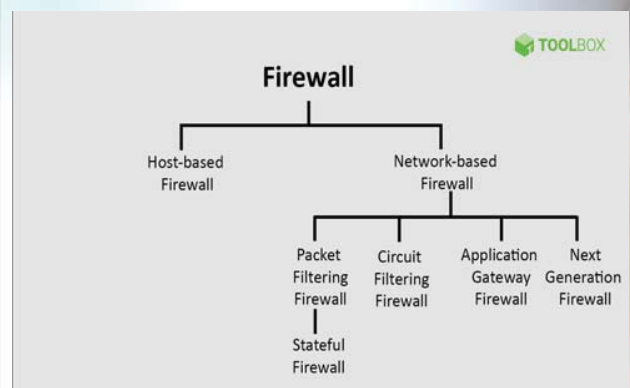 TOOLBOX
Firewall
Host-based
Firewall
Network-based
Firewall
Packet
Filtering
Firewall
Circuit
Filtering
Firewall
Application
Gateway
Firewall
Next
Generation
Firewall
Stateful
Firewall